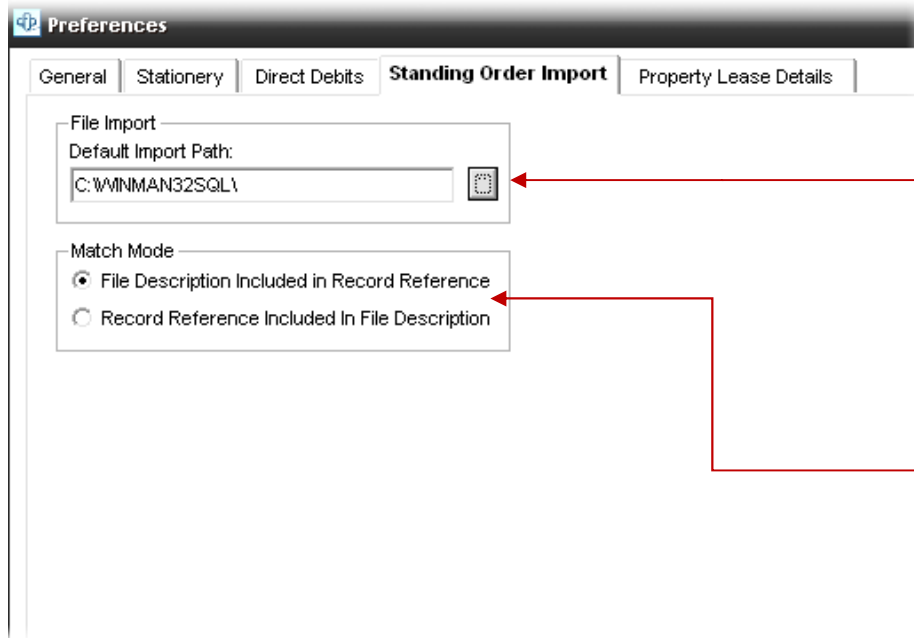 Preferences
General Stationery Direct Debits Standing Order Import Property Lease Details
File Import
Default Import Path:
C:\WINMAN32SQL\
Match Mode
File Description Included in Record Reference
Record Reference Included In File Description